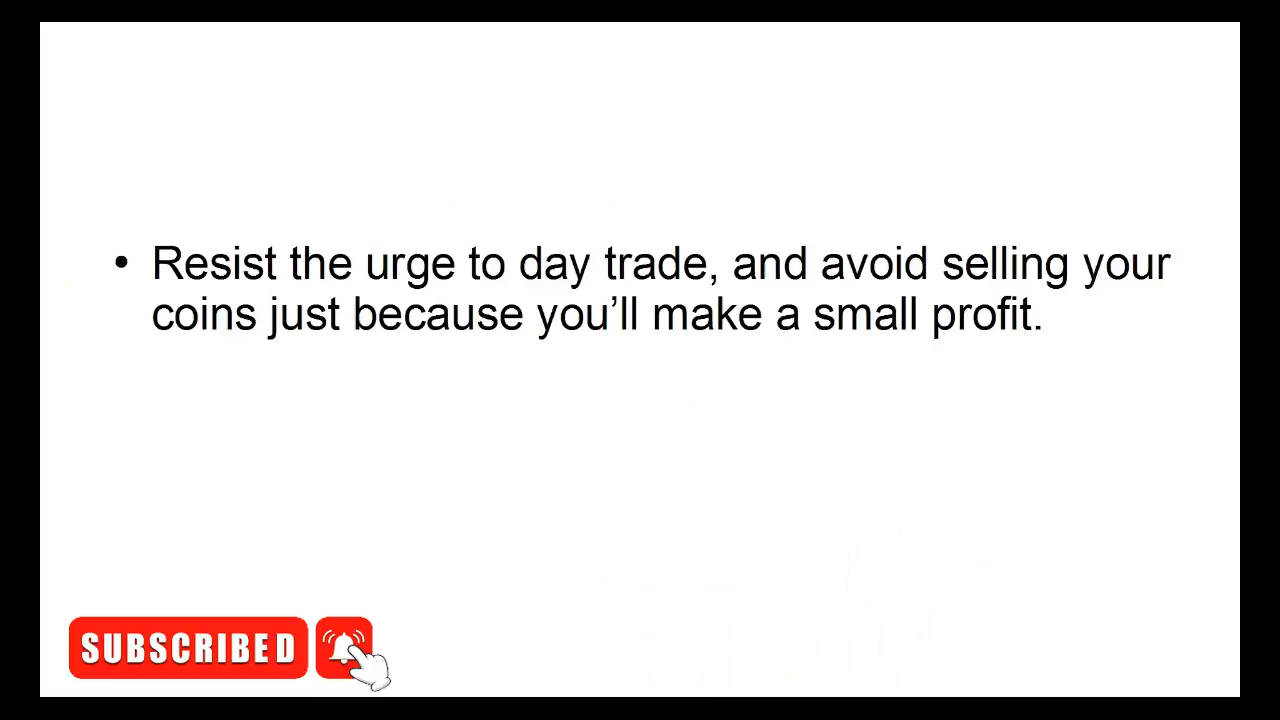 • Resist the urge to day trade, and avoid selling your
coins just because you’ll make a small profit.
SUBSCRIBED